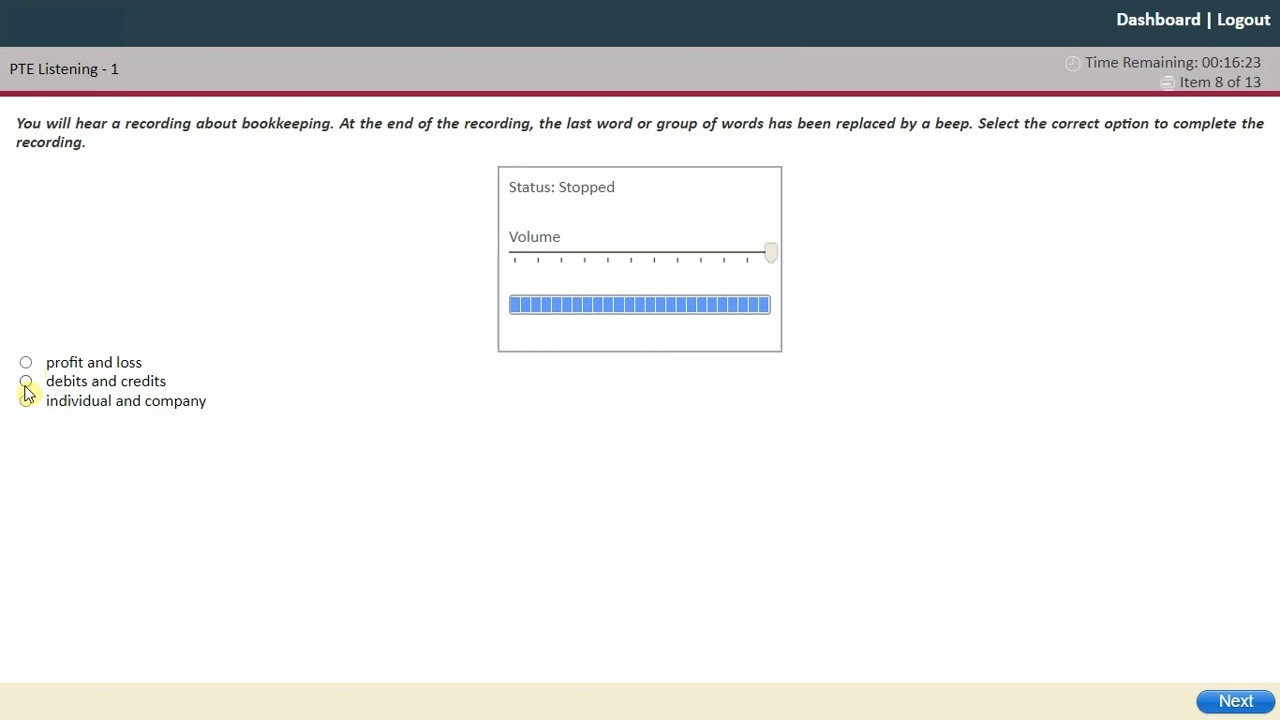 Dashboard | Logout
PTE Listening - 1
Time Remaining: 00:16:23
Item 8 of 13
You will hear a recording about bookkeeping. At the end of the recording, the last word or group of words has been replaced by a beep. Select the correct option to complete the
recording.
Status: Stopped
Volume
profit and loss
debits and credits
individual and company
Next